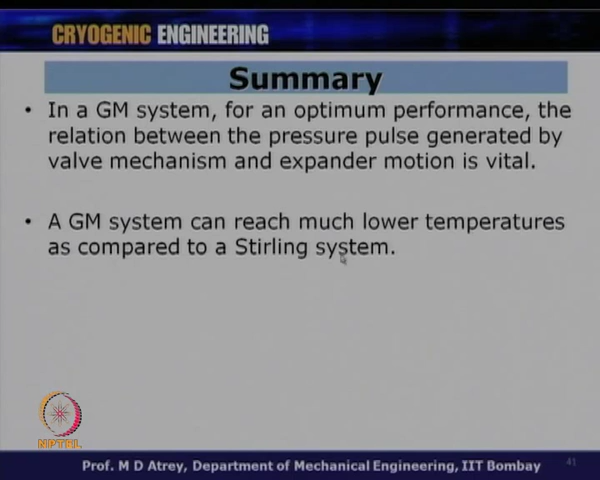 CRYOGENIC ENGINEERING
Summary
• In a GM system, for an optimum performance, the
relation between the pressure pulse generated by
valve mechanism and expander motion is vital.
• A GM system can reach much lower temperatures
as compared to a Stirling system.
NPTEL
Prof. M D Atrey, Department of Mechanical Engineering, IIT Bombay
41